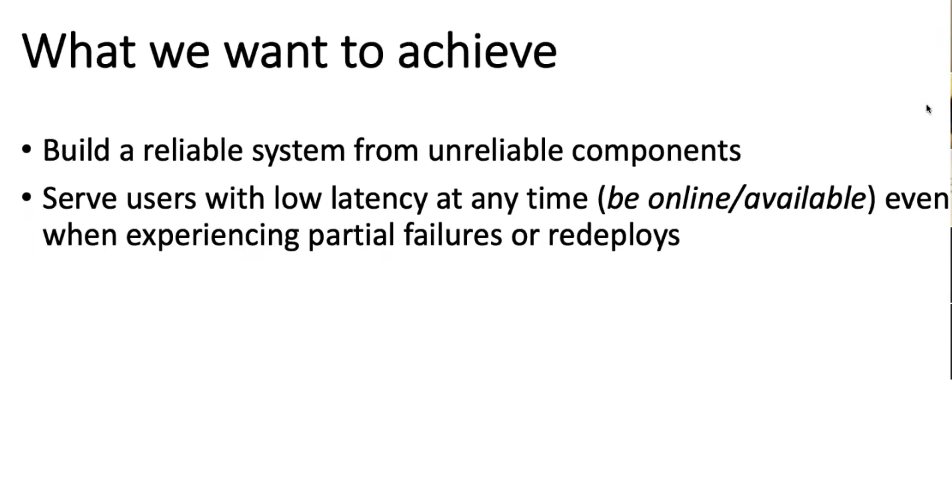 What we want to achieve
• Build a reliable system from unreliable components
• Serve users with low latency at any time (be online/available) even
when experiencing partial failures or redeploys